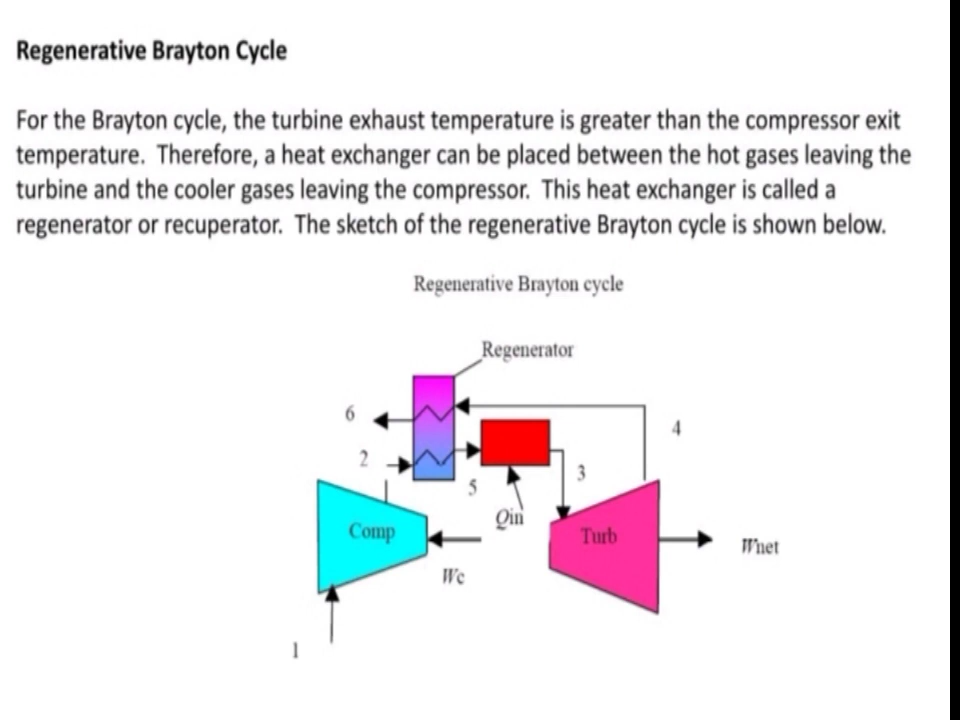 Regenerative Brayton Cycle
For the Brayton cycle, the turbine exhaust temperature is greater than the compressor exit
temperature. Therefore, a heat exchanger can be placed between the hot gases leaving the
turbine and the cooler gases leaving the compressor. This heat exchanger is called a
regenerator or recuperator. The sketch of the regenerative Brayton cycle is shown below.
Regenerative Brayton cycle
Regenerator
6
4
2
3
5
Qin
Comp
Turb
Wnet
Wc
1